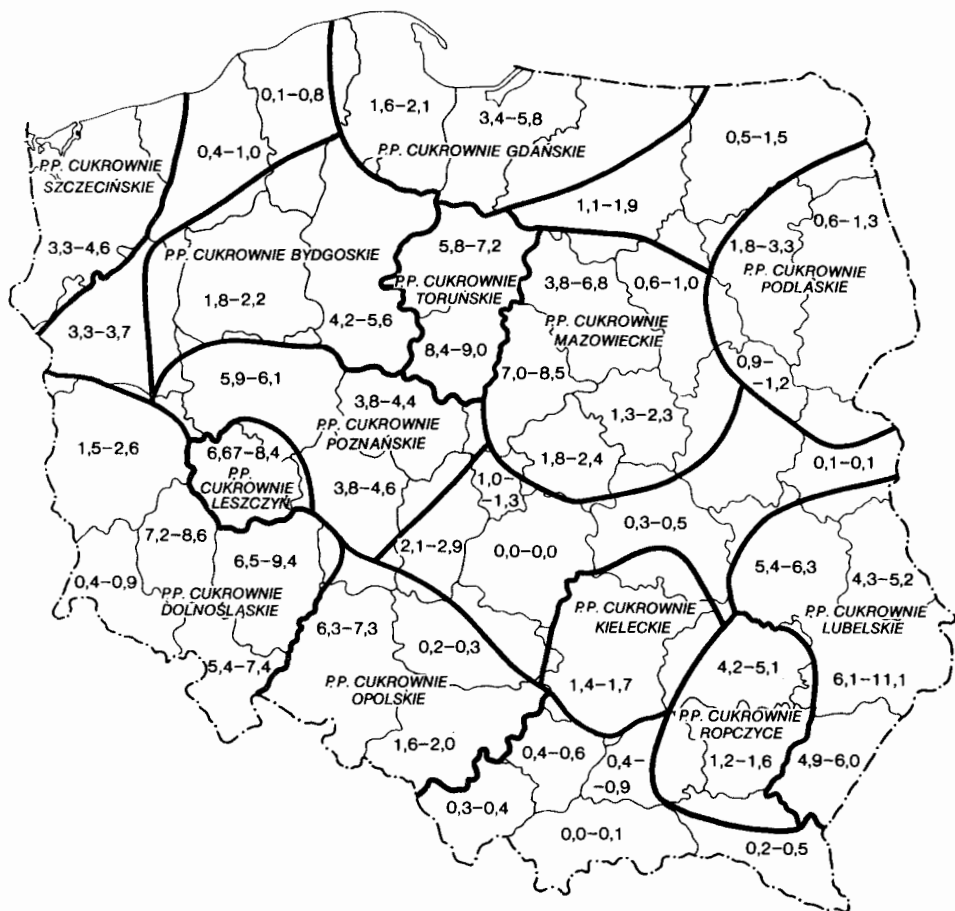 0,1–0,8
1,6–2,1
3,4–5,8
0,5–1,5
P.P. CUKROWNIE
SZCZECIŃSKIE
0,4–1,0
P.P. CUKROWNIE GDAŃSKIE
1,1–1,9
0,6–1,3
3,3–4,6
P.P. CUKROWNIE BYDGOSKIE
5,8–7,2
1,8–3,3
P.P. CUKROWNIE
PODLASKIE
P.P. CUKROWNIE
TORUŃSKIE
3,8–6,8
0,6–1,0
1,8–2,2
4,2–5,6
P.P. CUKROWNIE
MAZOWIECKIE
3,3–3,7
8,4–9,0
7,0–8,5
0,9–
–1,2
5,9–6,1
3,8–4,4
P.P. CUKROWNIE
POZNAŃSKIE
1,3–2,3
1,5–2,6
6,67–8,4
P.P.
CUKROWNIE
LESZCZYŃ
1,8–2,4
0,1–0,1
3,8–4,6
1,0–
–1,3
0,3–0,5
7,2–8,6
6,5–9,4
2,1–2,9
0,0–0,0
5,4–6,3
4,3–5,2
0,4–0,9
P.P. CUKROWNIE
DOLNOŚLĄSKIE
P.P. CUKROWNIE
KIELECKIE
P.P. CUKROWNIE
LUBELSKIE
6,3–7,3
0,2–0,3
5,4–7,4
P.P. CUKROWNIE
OPOLSKIE
1,4–1,7
4,2–5,1
6,1–11,1
P.P. CUKROWNIE
ROPCZYCE
1,6–2,0
0,4–0,6
0,4–
–0,9
1,2–1,6
4,9–6,0
0,3–0,4
0,0–0,1
0,2–0,5